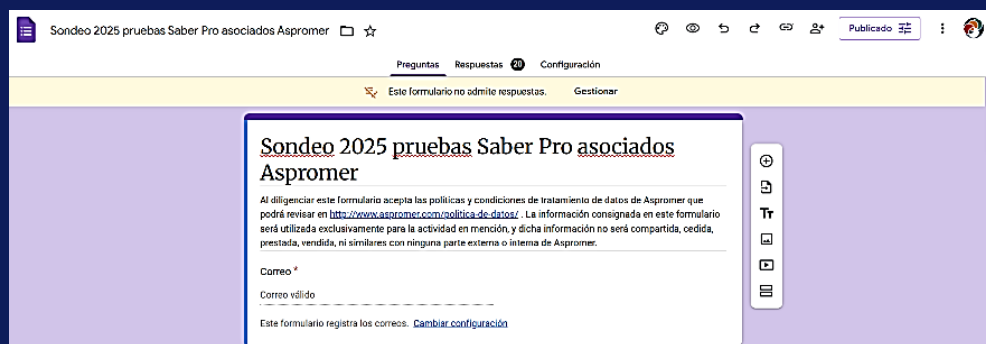 Sondeo 2025 pruebas Saber Pro asociados Aspromer
Publicado
Preguntas Respuestas 20 Configuración
Este formulario no admite respuestas. Gestionar
Sondeo 2025 pruebas Saber Pro asociados
Aspromer
Al diligenciar este formulario acepta las políticas y condiciones de tratamiento de datos de Aspromer que
podrá revisar en http://www.aspromer.com/politica-de-datos/ . La información consignada en este formulario
será utilizada exclusivamente para la actividad en mención, y dicha información no será compartida, cedida,
prestada, vendida, ni similares con ninguna parte externa o interna de Aspromer.
Correo *
Correo válido
Este formulario registra los correos. Cambiar configuración